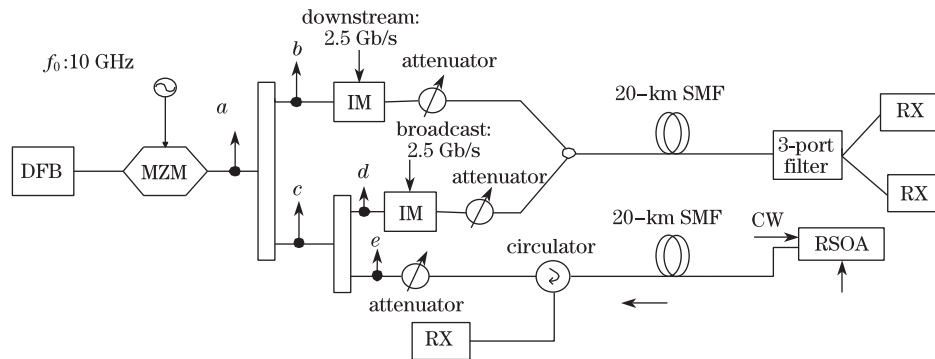 downstream:
2.5 Gb/s
f₀:10 GHz
a
b
attenuator
IM
20-km SMF
RX
broadcast:
2.5 Gb/s
DFB
MZM
3-port
filter
d
attenuator
RX
c
IM
20-km SMF
CW
e
circulator
RSOA
attenuator
RX